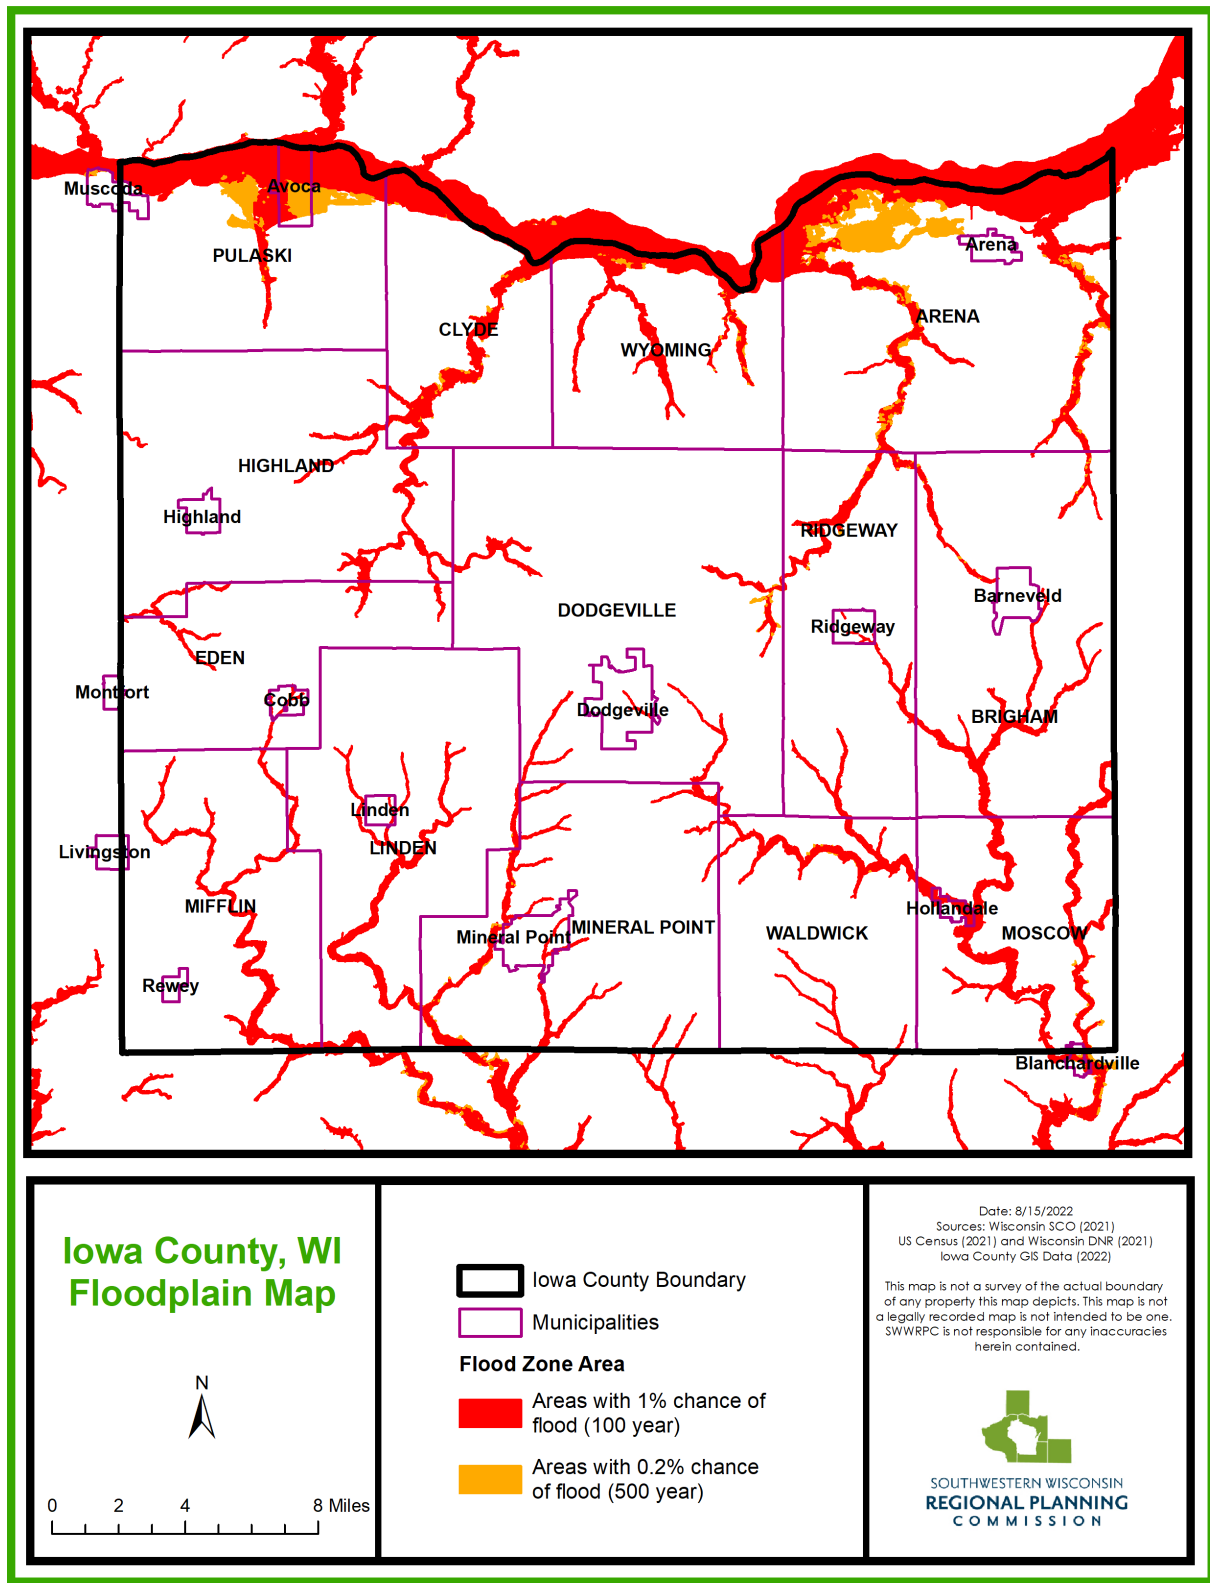 Muscoda
Avoca
PULASKI
Arena
ARENA
CLYDE
WYOMING
HIGHLAND
Highland
RIDGEWAY
Barneveld
DODGEVILLE
Ridgeway
EDEN
Montfort
Cobb
Dodgeville
BRIGHAM
Linden
LINDEN
Livingston
MIFFLIN
Hollandale
Mineral Point
MINERAL POINT
WALDWICK
MOSCOW
Rewey
Blanchardville
Iowa County, WI
Floodplain Map
N
0 2 4 8 Miles
Iowa County Boundary
Municipalities
Flood Zone Area
Areas with 1% chance of
flood (100 year)
Areas with 0.2% chance
of flood (500 year)
Date: 8/15/2022
Sources: Wisconsin SCO (2021)
US Census (2021) and Wisconsin DNR (2021)
Iowa County GIS Data (2022)
This map is not a survey of the actual boundary
of any property this map depicts. This map is not
a legally recorded map is not intended to be one.
SWWRPC is not responsible for any inaccuracies
herein contained.
SOUTHWESTERN WISCONSIN
REGIONAL PLANNING
COMMISSION